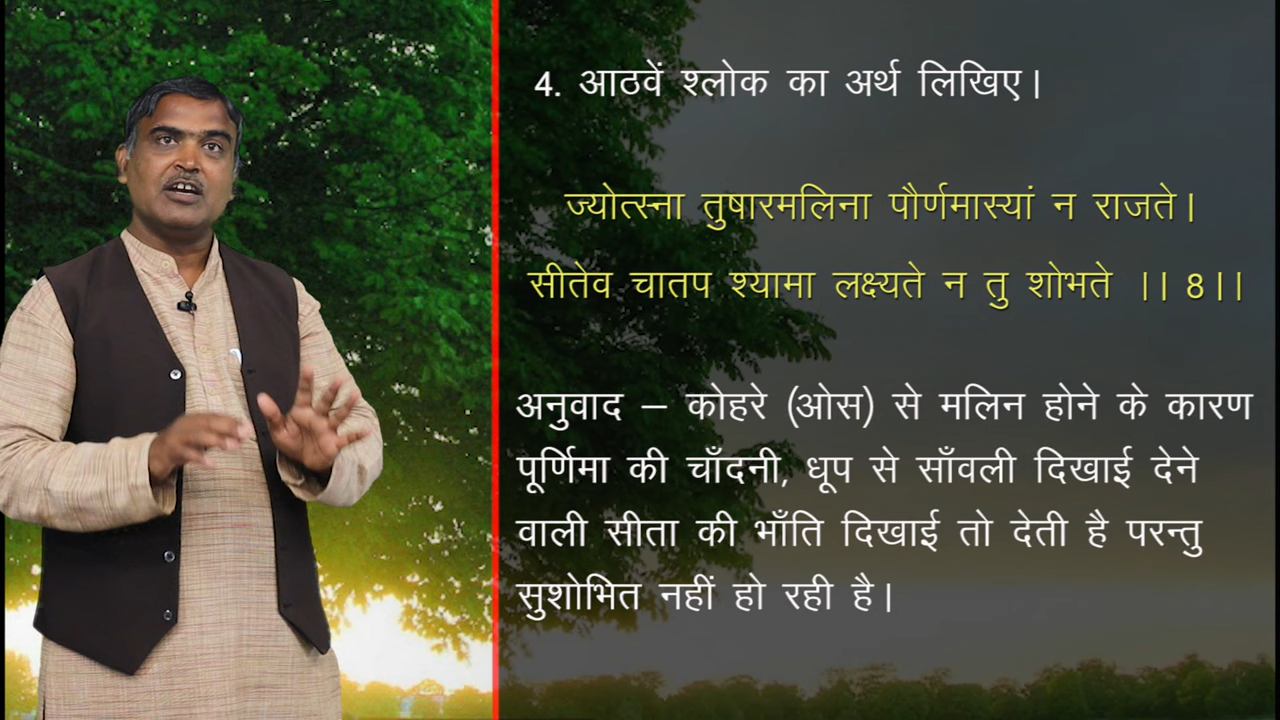 4. आठवें श्लोक का अर्थ लिखिए।
ज्योत्स्ना तुषारमलिना पौर्णमास्यां न राजते।
सीतेव चातप श्यामा लक्ष्यते न तु शोभते ।। 8।।
अनुवाद – कोहरे (ओस) से मलिन होने के कारण
पूर्णिमा की चाँदनी, धूप से साँवली दिखाई देने
वाली सीता की भाँति दिखाई तो देती है परन्तु
सुशोभित नहीं हो रही है।